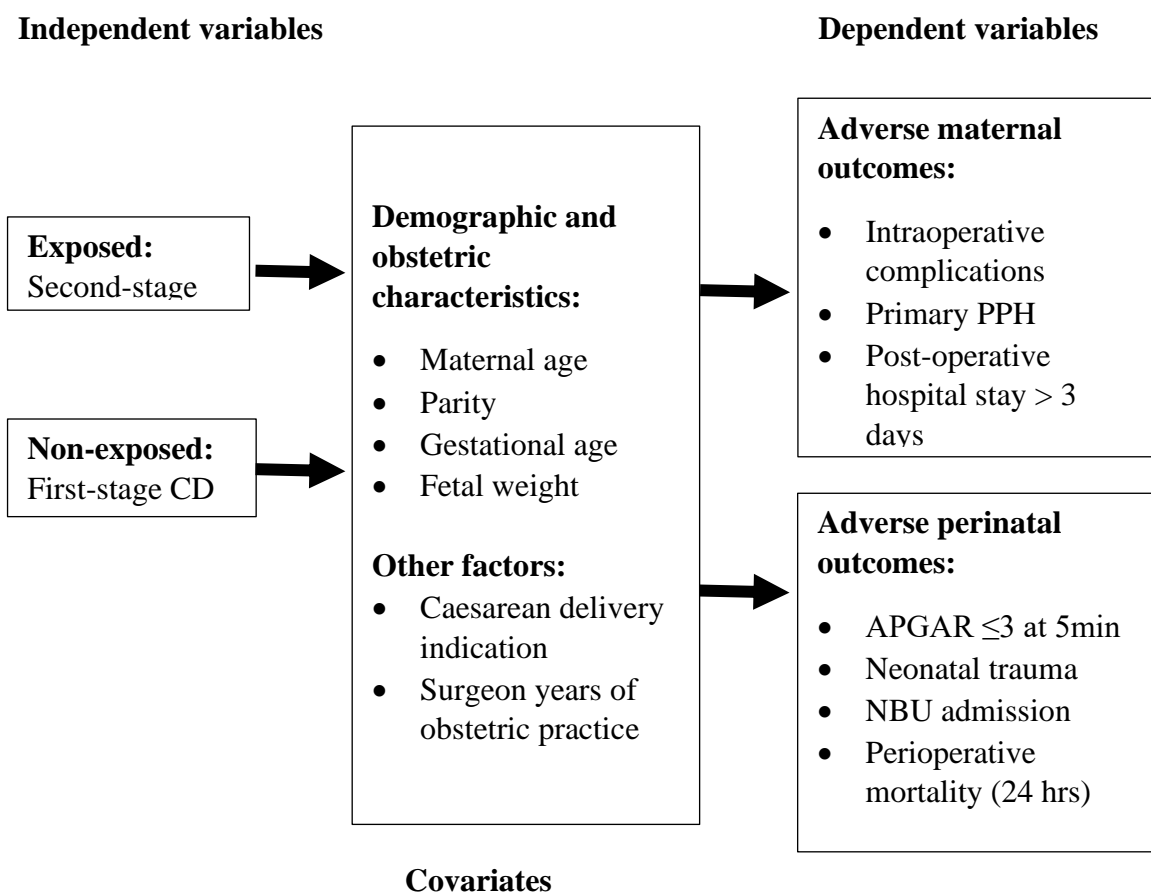 Independent variables
Dependent variables
Exposed:
Second-stage
Non-exposed:
First-stage CD
Demographic and
obstetric
characteristics:
• Maternal age
• Parity
• Gestational age
• Fetal weight
Other factors:
• Caesarean delivery
indication
• Surgeon years of
obstetric practice
Covariates
Adverse maternal
outcomes:
• Intraoperative
complications
• Primary PPH
• Post-operative
hospital stay > 3
days
Adverse perinatal
outcomes:
• APGAR ≤3 at 5min
• Neonatal trauma
• NBU admission
• Perioperative
mortality (24 hrs)